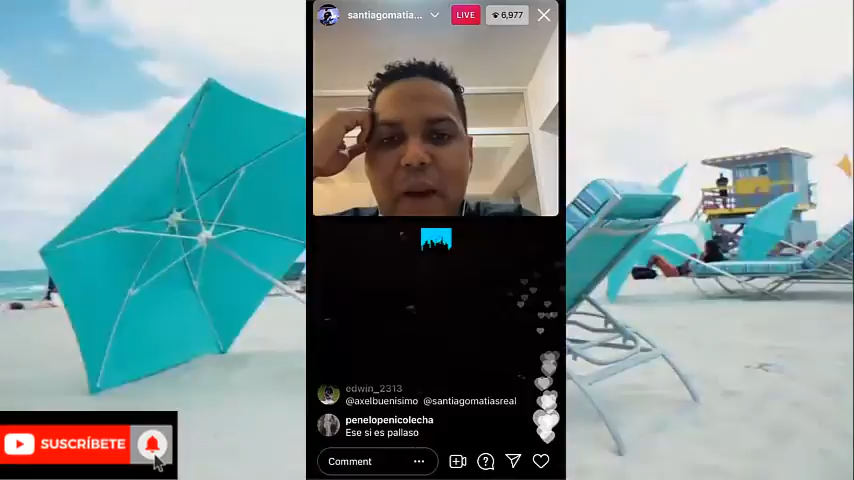 santiagomatia...
LIVE
6,977
edwin_2313
@axelbuenisimo @santiagomatiasreal
penelopenicolecha
Ese si es pallaso
Comment
SUSCRÍBETE